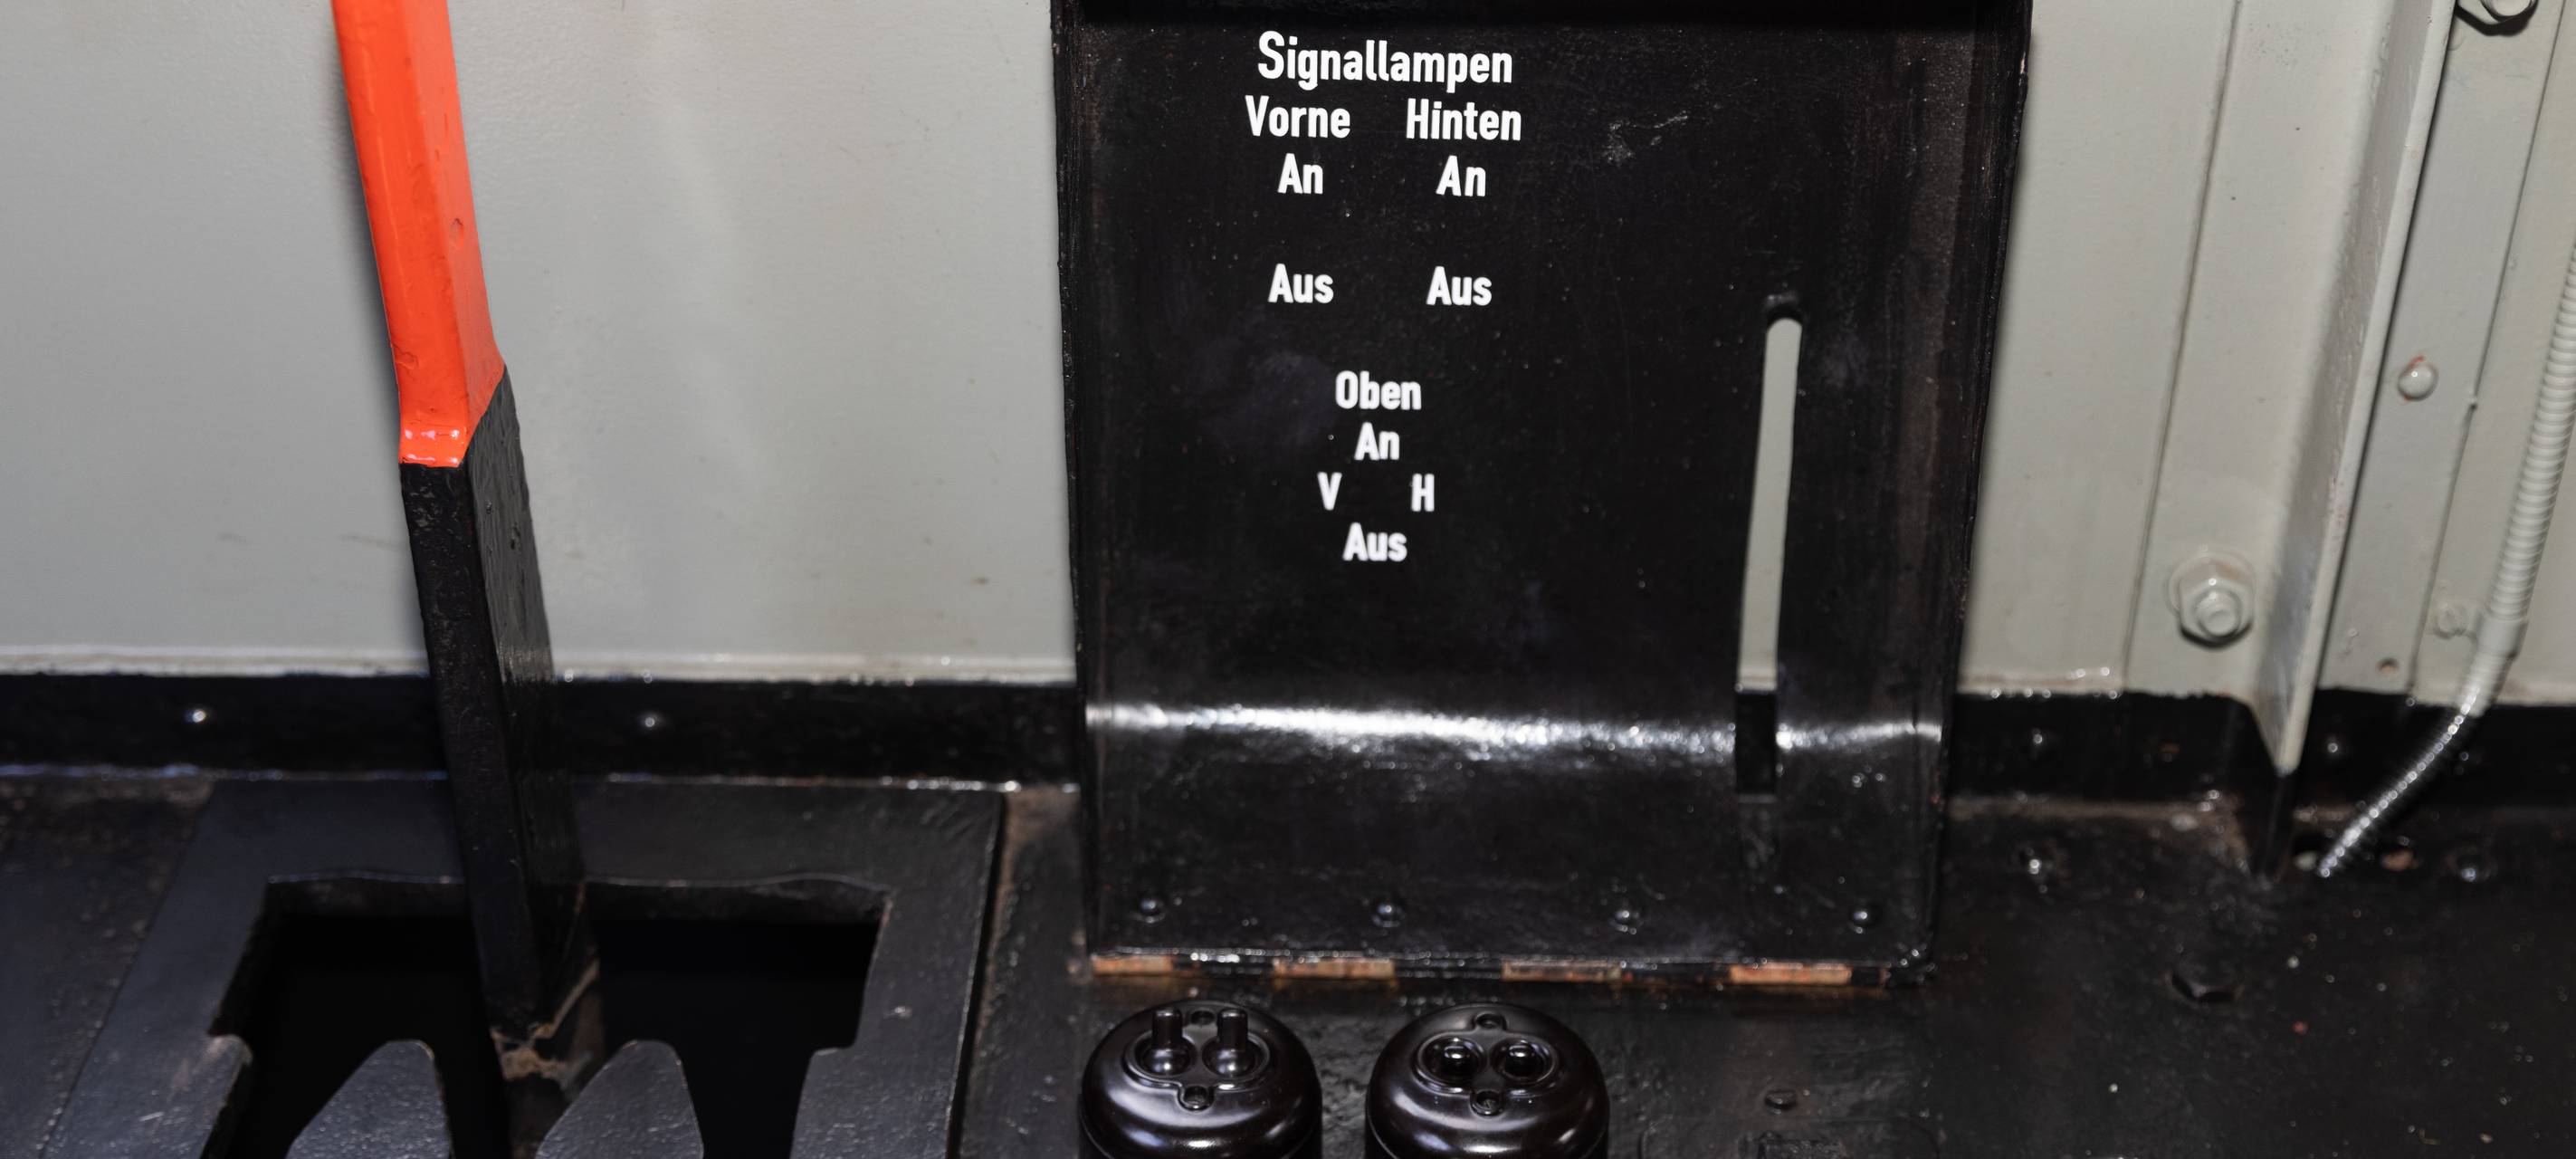 Signallampen
Vorne Hinten
An An
Aus Aus
Oben
An
V H
Aus